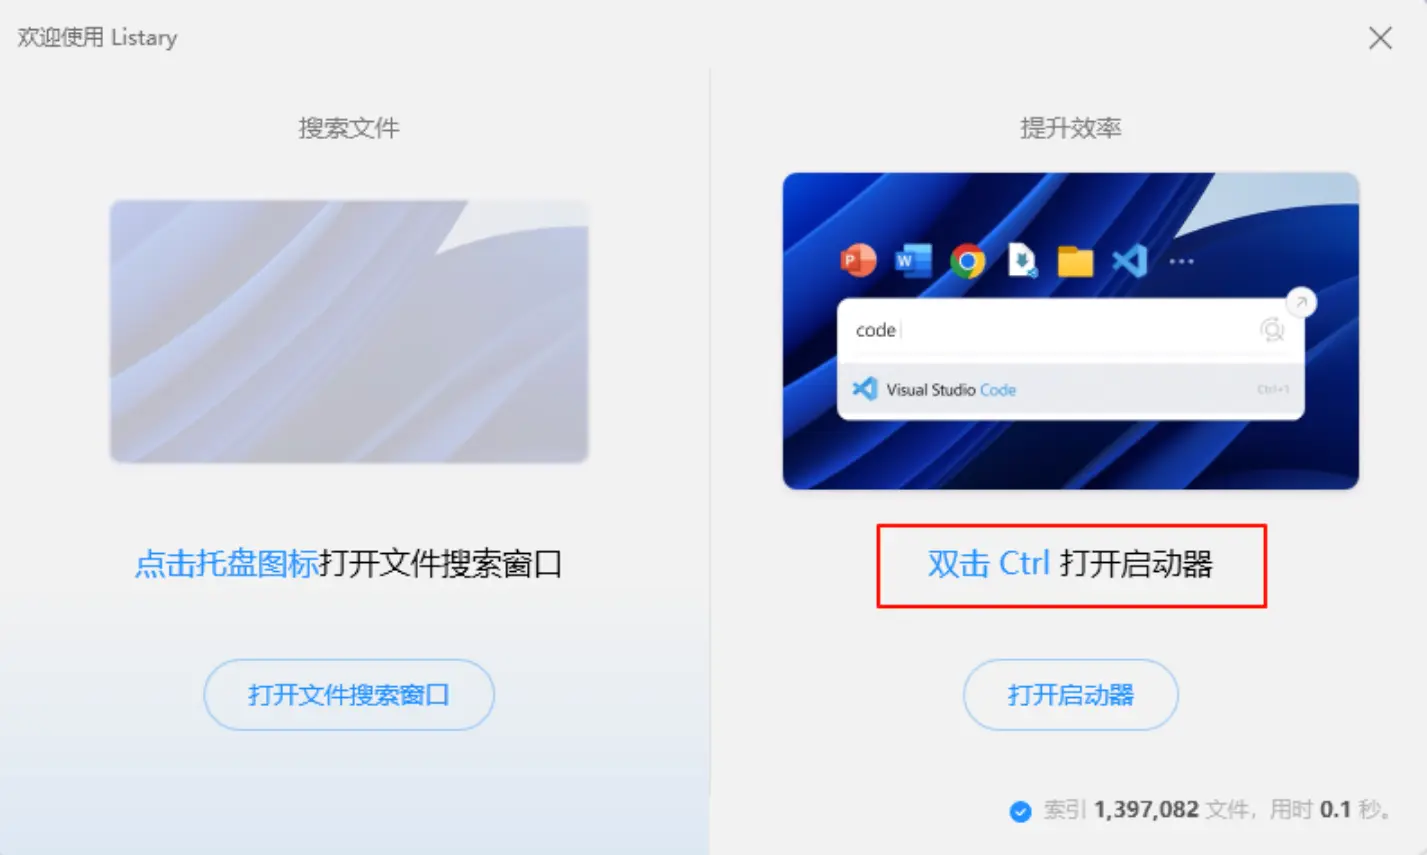 欢迎使用 Listary
搜索文件
点击托盘图标打开文件搜索窗口
打开文件搜索窗口
提升效率
P
W
code
Visual Studio Code
Ctrl+1
双击 Ctrl 打开启动器
打开启动器
索引 1,397,082 文件，用时 0.1 秒。